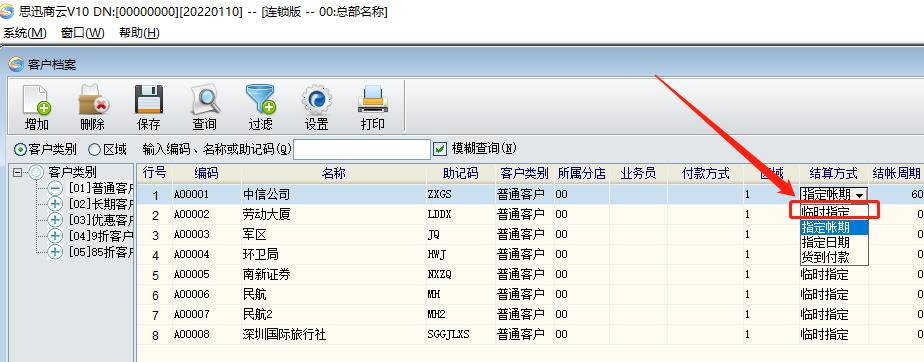 思迅商云V10 DN:[00000000][20220110] -- [连锁版 -- 00:总部名称]
系统(M) 窗口(W) 帮助(H)
客户档案
增加 删除 保存 查询 过滤 设置 打印
客户类别 区域 输入编码、名称或助记码(Q) 模糊查询(N)
客户类别
[01]普通客户
[02]长期客户
[03]优惠客户
[04]9折客户
[05]85折客户
行号 编码 名称 助记码 客户类别 所属分店 业务员 付款方式 区域 结算方式 结帐周期
1 A00001 中信公司 ZXGS 普通客户 00 1 指定帐期 60
2 A00002 劳动大厦 LDDX 普通客户 00 1 临时指定 0
3 A00003 军区 JQ 普通客户 00 1 指定帐期 0
4 A00004 环卫局 HWJ 普通客户 00 1 指定日期 0
货到付款
5 A00005 南新证券 NXZQ 普通客户 00 1 临时指定 0
6 A00006 民航 MH 普通客户 00 1 临时指定 0
7 A00007 民航2 MH2 普通客户 00 1 临时指定 0
8 A00008 深圳国际旅行社 SGGJLXS 普通客户 00 1 临时指定 0